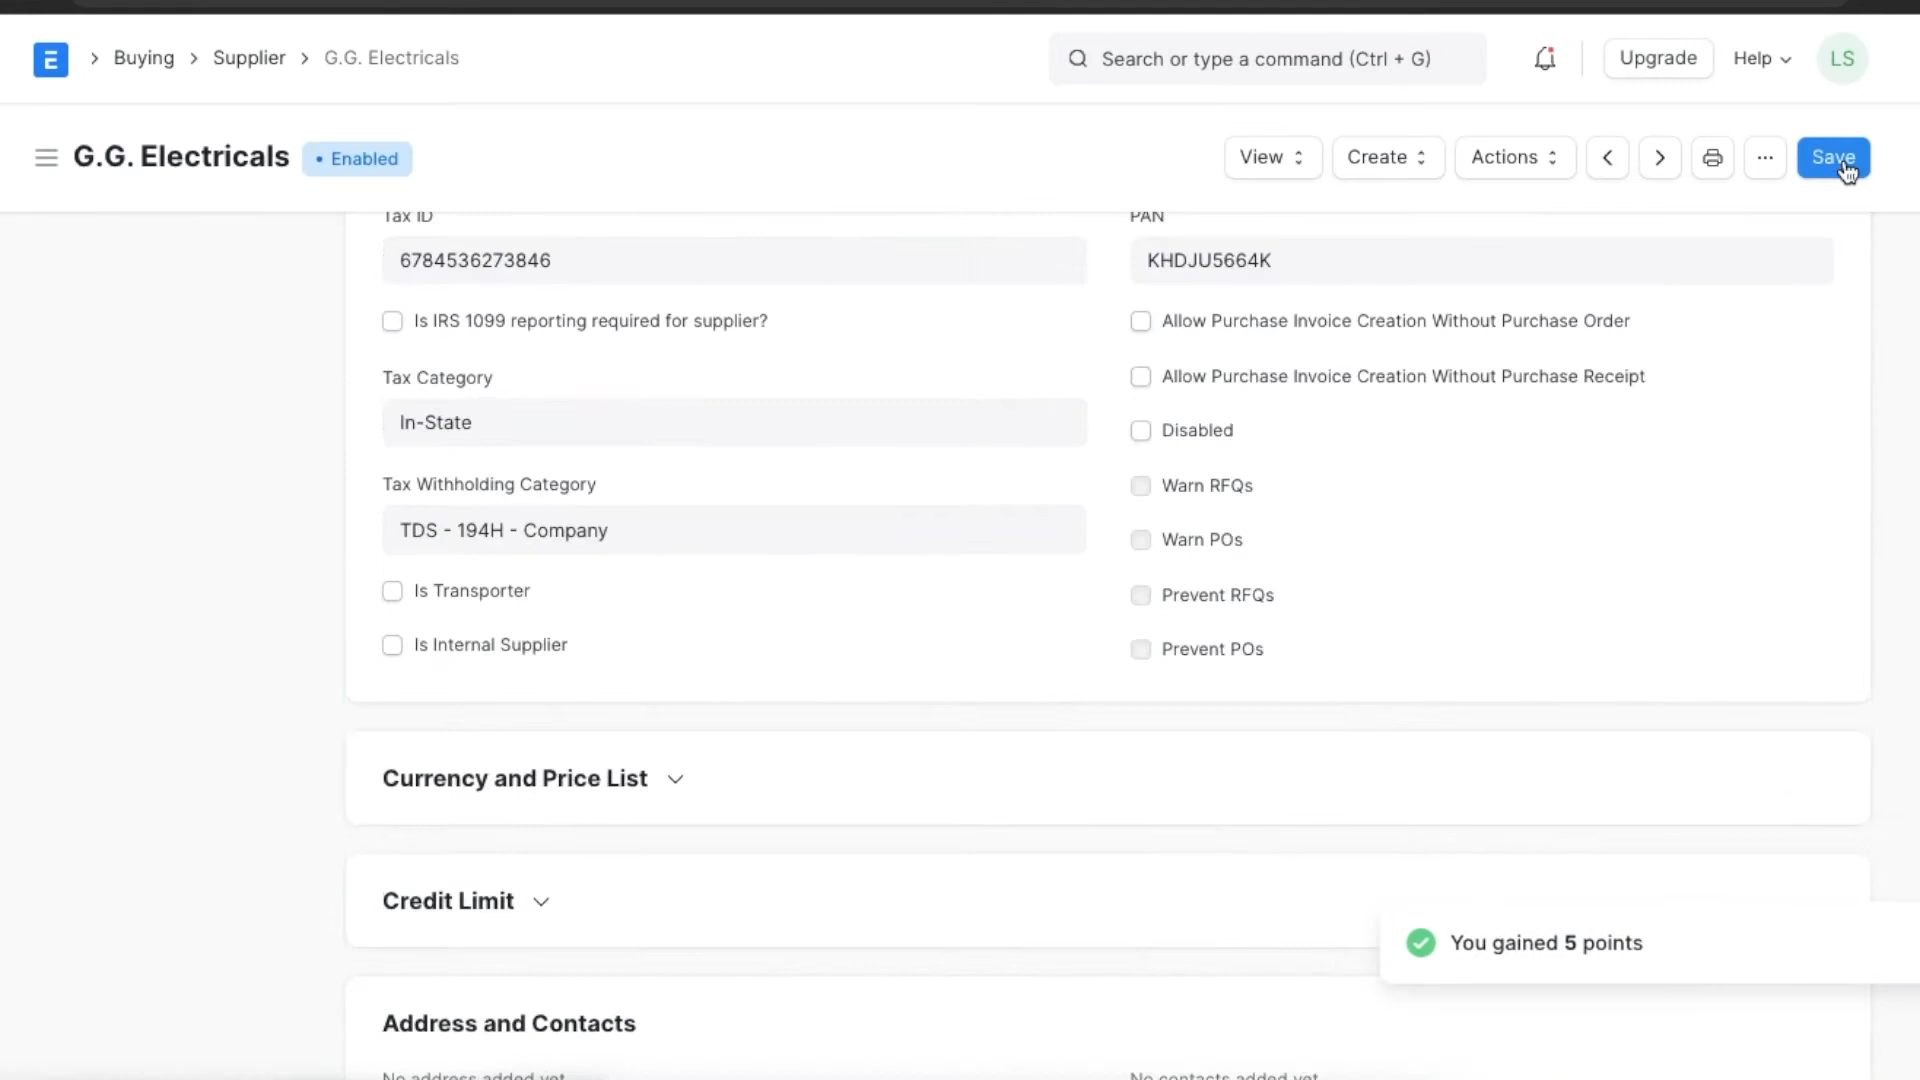 E
Buying
Supplier
G.G. Electricals
Search or type a command (Ctrl + G)
Upgrade
Help
LS
G.G. Electricals
• Enabled
View
Create
Actions
Save
Tax ID
PAN
6784536273846
KHDJU5664K
Is IRS 1099 reporting required for supplier?
Allow Purchase Invoice Creation Without Purchase Order
Tax Category
Allow Purchase Invoice Creation Without Purchase Receipt
In-State
Disabled
Tax Withholding Category
Warn RFQs
TDS - 194H - Company
Warn POs
Is Transporter
Prevent RFQs
Is Internal Supplier
Prevent POs
Currency and Price List
Credit Limit
You gained 5 points
Address and Contacts
No address added yet.
No contacts added yet.